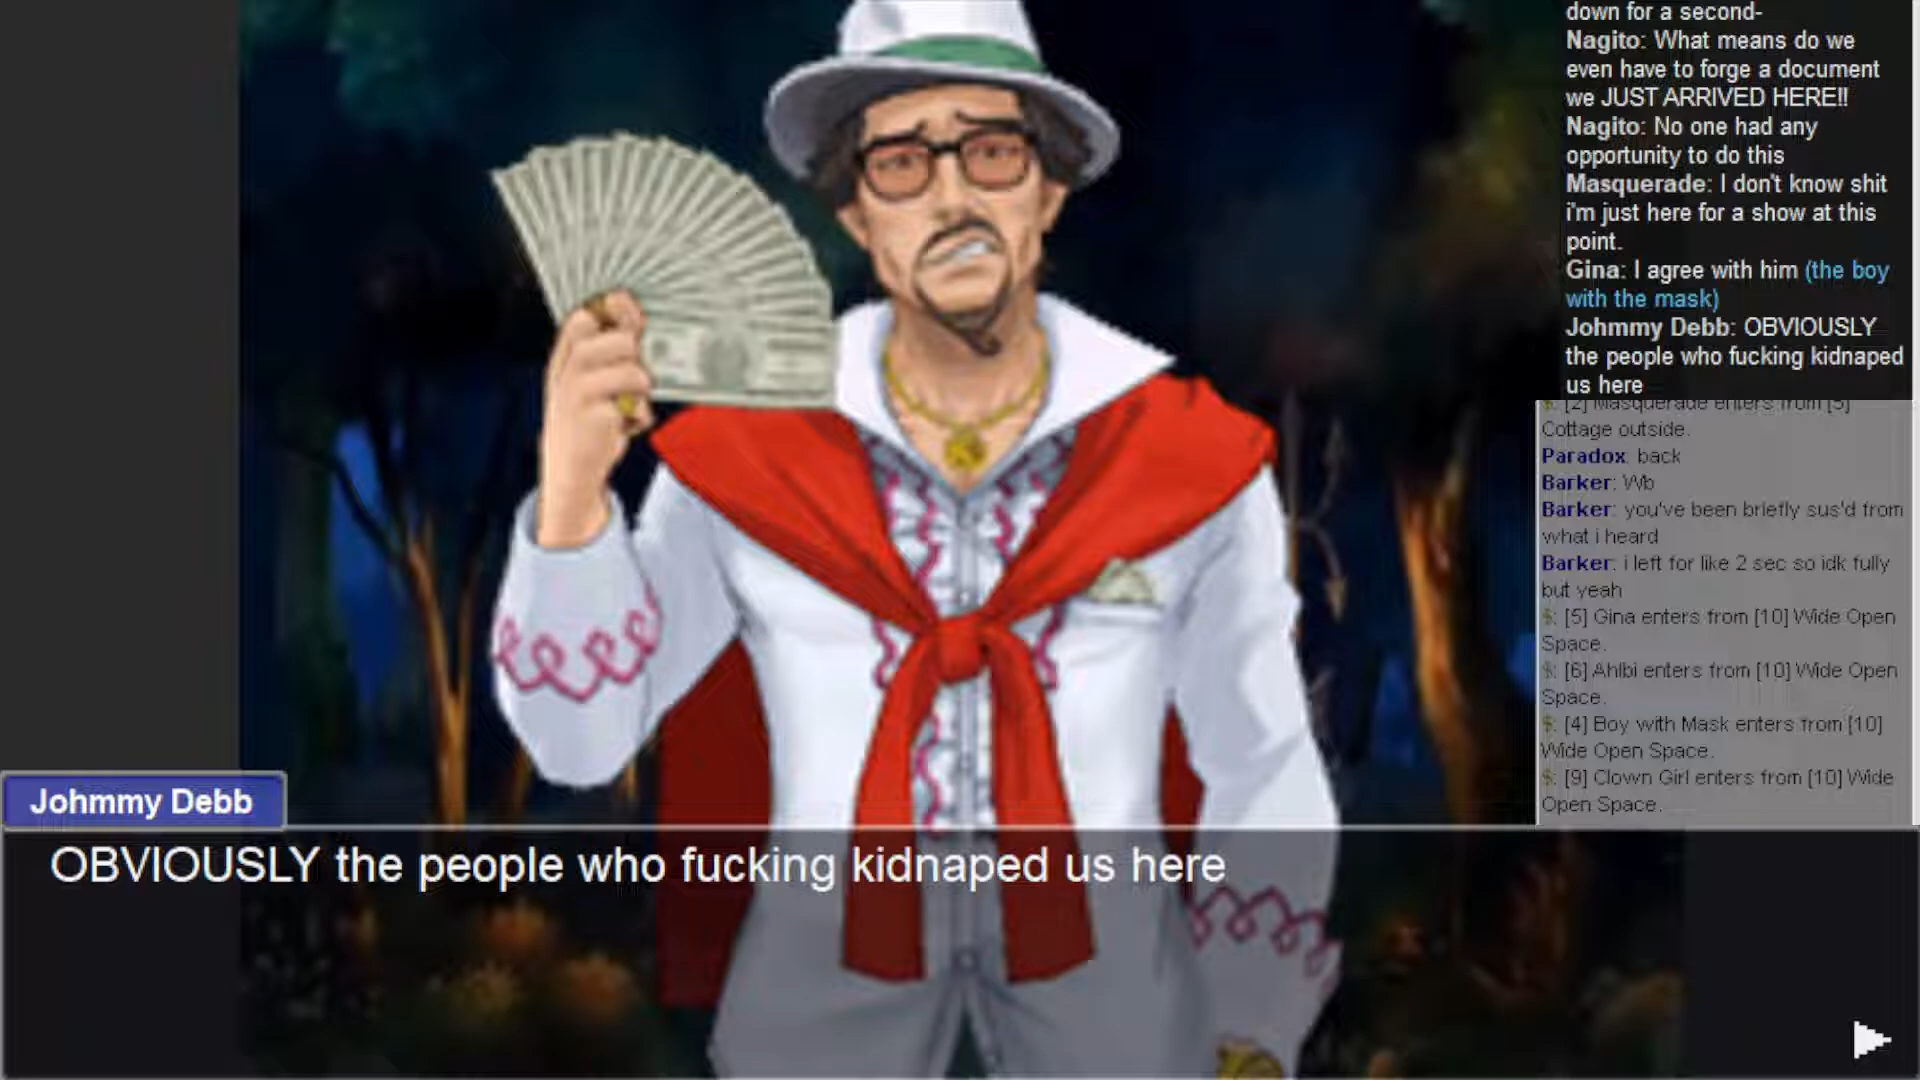 down for a second-
Nagito: What means do we
even have to forge a document
we JUST ARRIVED HERE!!
Nagito: No one had any
opportunity to do this
Masquerade: I don't know shit
i'm just here for a show at this
point.
Gina: I agree with him (the boy
with the mask)
Johmmy Debb: OBVIOUSLY
the people who fucking kidnaped
us here
$: [2] Masquerade enters from [3]
Cottage outside.
Paradox: back
Barker: Wb
Barker: you've been briefly sus'd from
what i heard
Barker: i left for like 2 sec so idk fully
but yeah
$: [5] Gina enters from [10] Wide Open
Space.
$: [6] Ahlbi enters from [10] Wide Open
Space.
$: [4] Boy with Mask enters from [10]
Wide Open Space.
$: [9] Clown Girl enters from [10] Wide
Open Space.
Johmmy Debb
OBVIOUSLY the people who fucking kidnaped us here